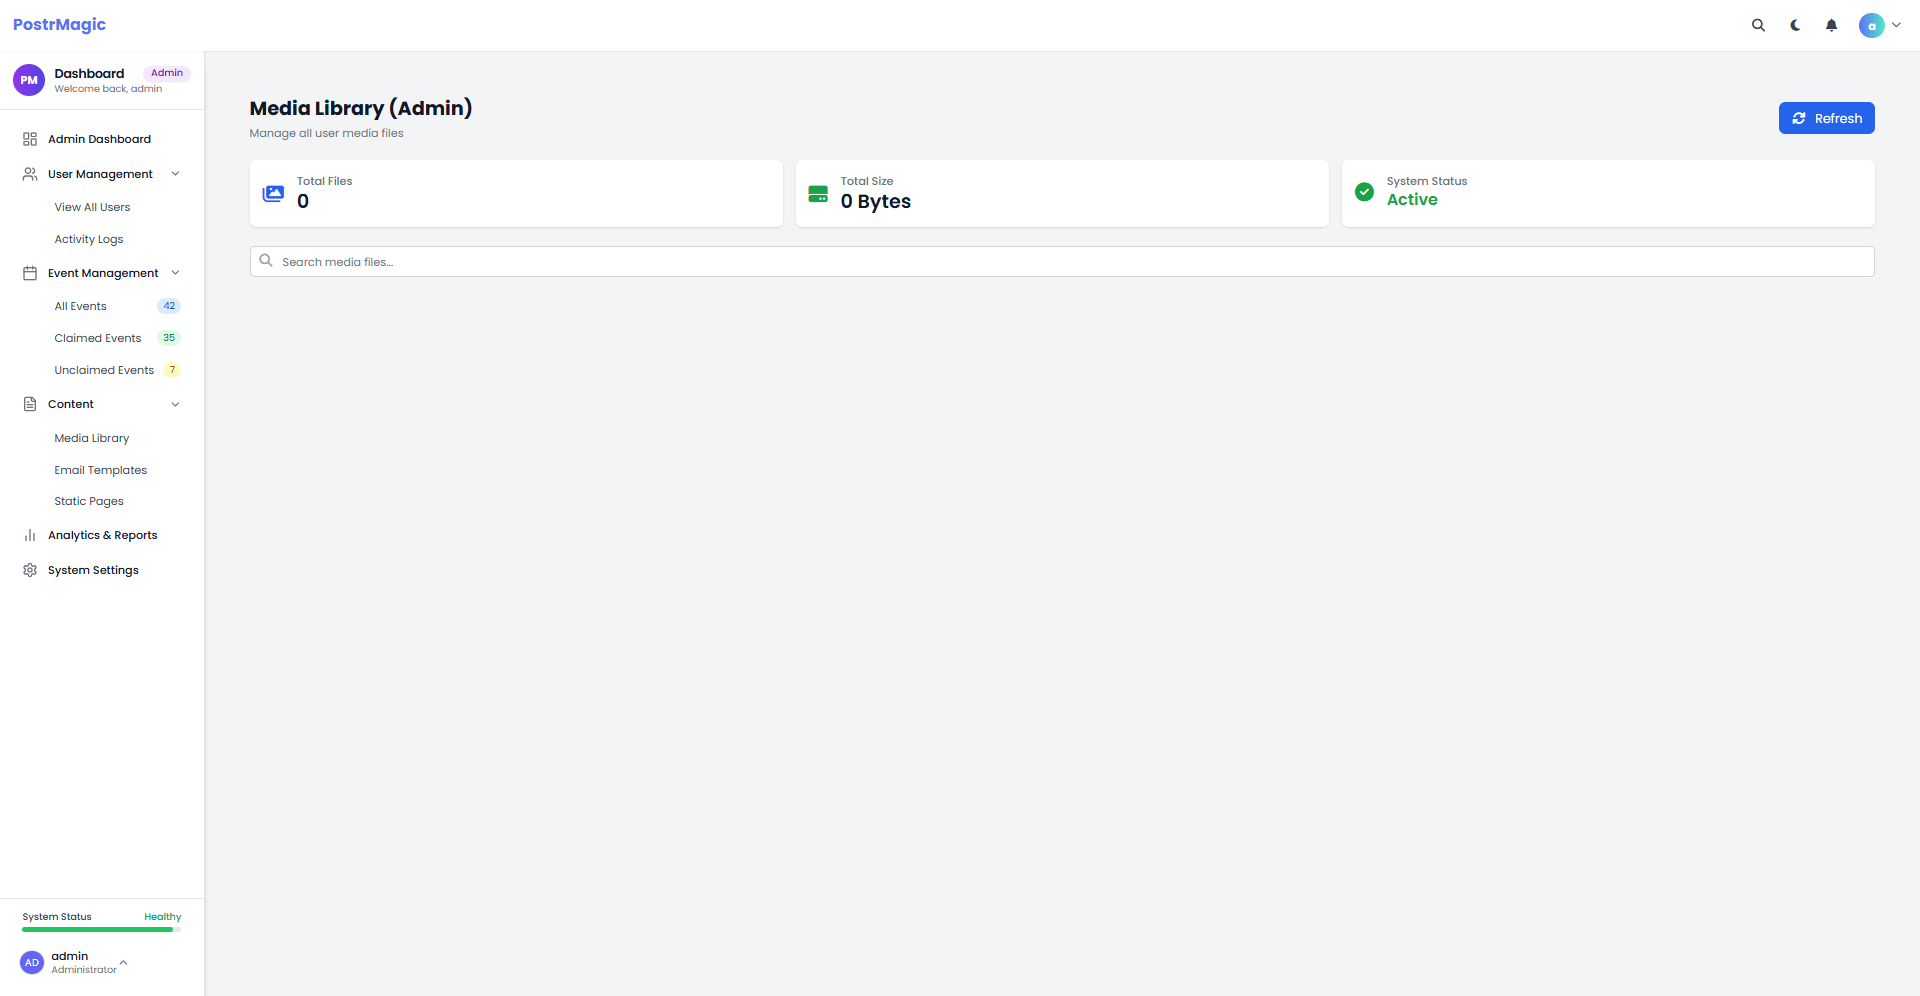 PostrMagic
a
PM
Dashboard
Admin
Welcome back, admin
Admin Dashboard
User Management
View All Users
Activity Logs
Event Management
All Events 42
Claimed Events 35
Unclaimed Events 7
Content
Media Library
Email Templates
Static Pages
Analytics & Reports
System Settings
System Status Healthy
AD
admin
Administrator
Media Library (Admin)
Manage all user media files
Refresh
Total Files
0
Total Size
0 Bytes
System Status
Active
Search media files...